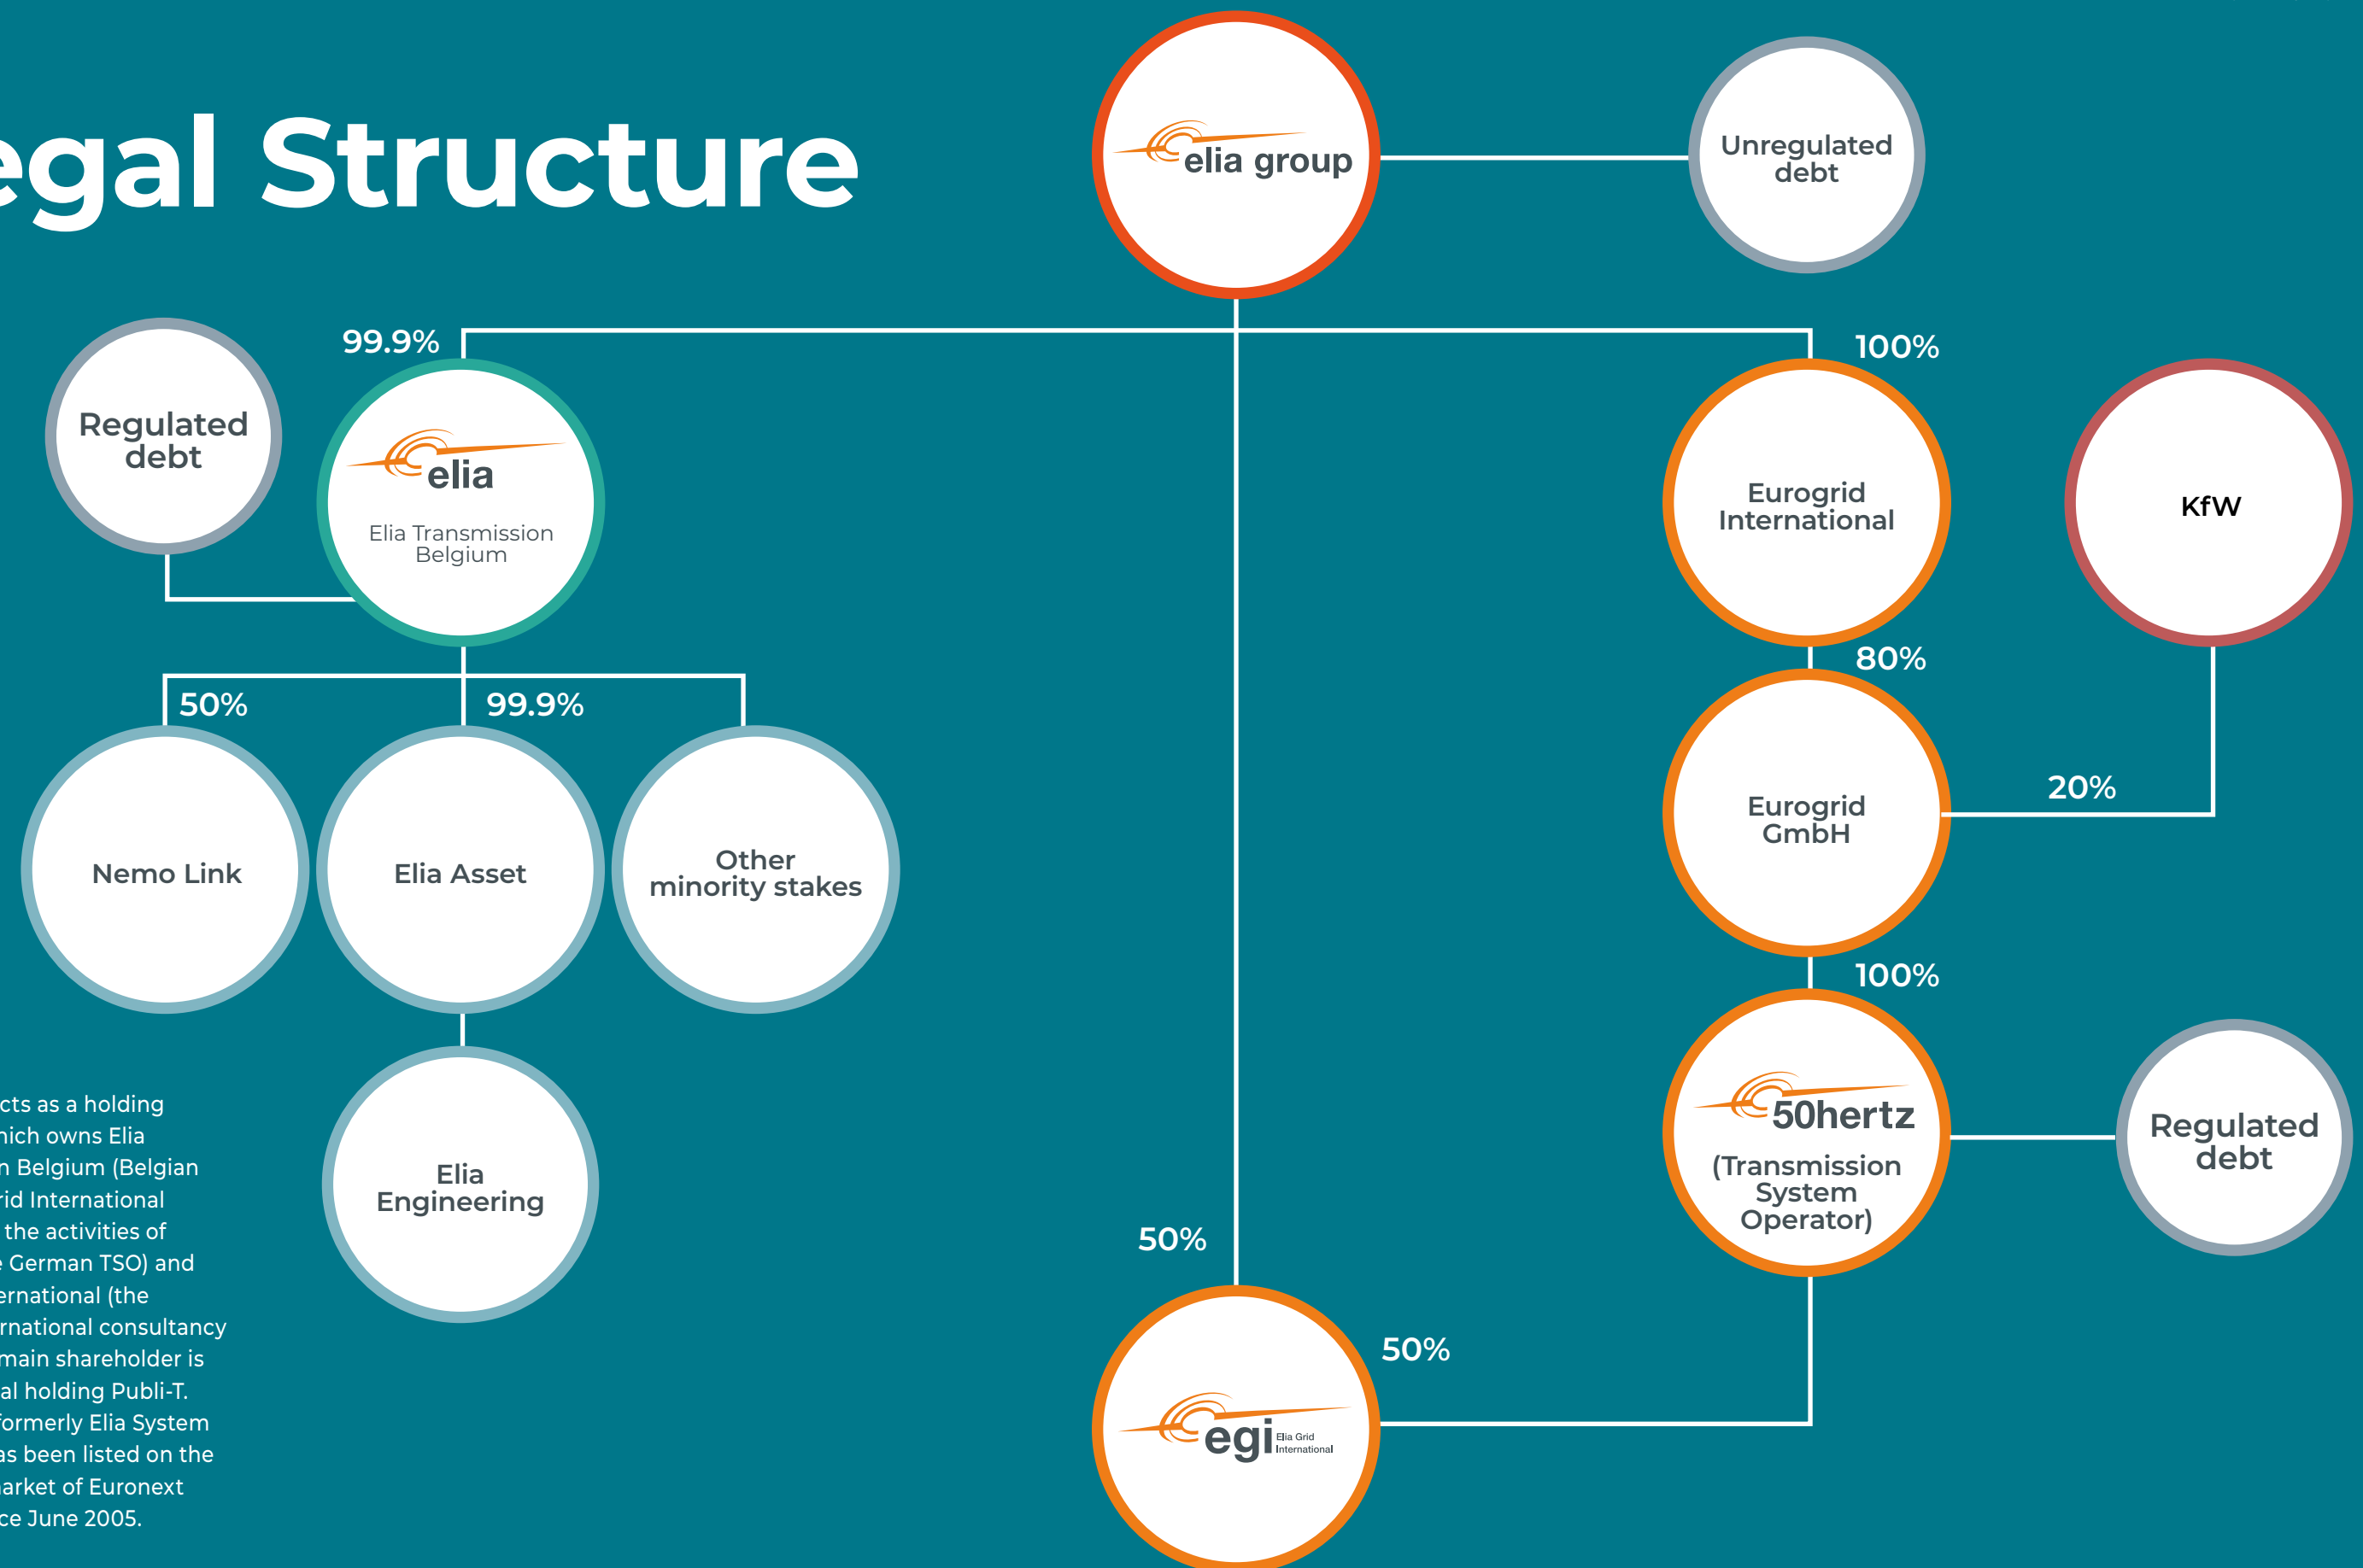 egal Structure
elia group
Unregulated
debt
99.9%
100%
Regulated
debt
elia
Elia Transmission
Belgium
Eurogrid
International
KfW
80%
50%
99.9%
20%
Nemo Link
Elia Asset
Other
minority stakes
Eurogrid
GmbH
100%
50hertz
(Transmission
System
Operator)
Regulated
debt
Elia
Engineering
50%
50%
egi
Elia Grid
International
cts as a holding
hich owns Elia
n Belgium (Belgian
rid International
the activities of
e German TSO) and
ernational (the
rnational consultancy
main shareholder is
al holding Publi-T.
formerly Elia System
as been listed on the
market of Euronext
ce June 2005.